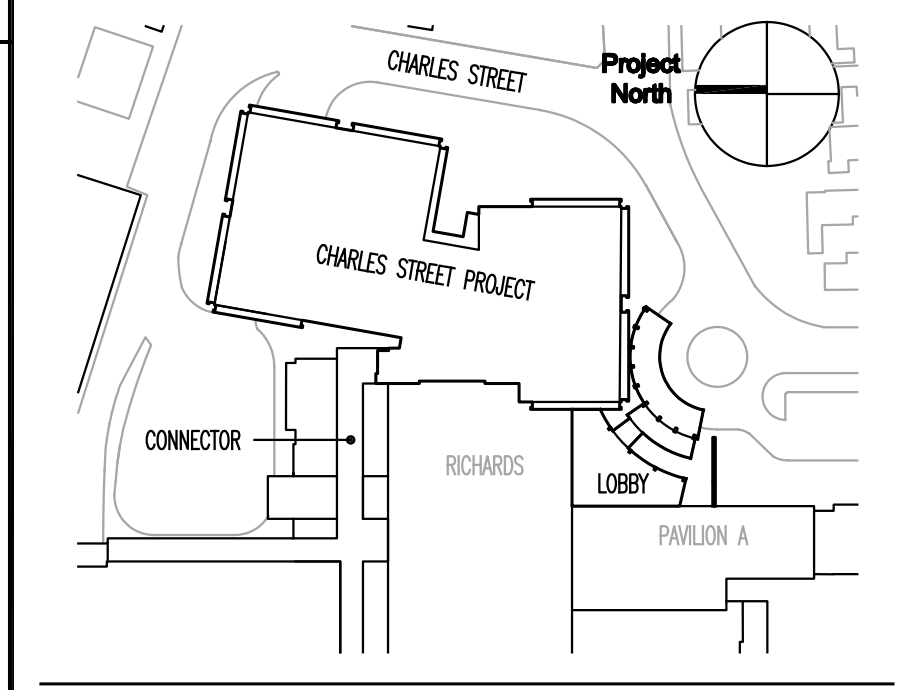 CHARLES STREET
Project
North
CHARLES STREET PROJECT
CONNECTOR
RICHARDS
LOBBY
PAVILION A